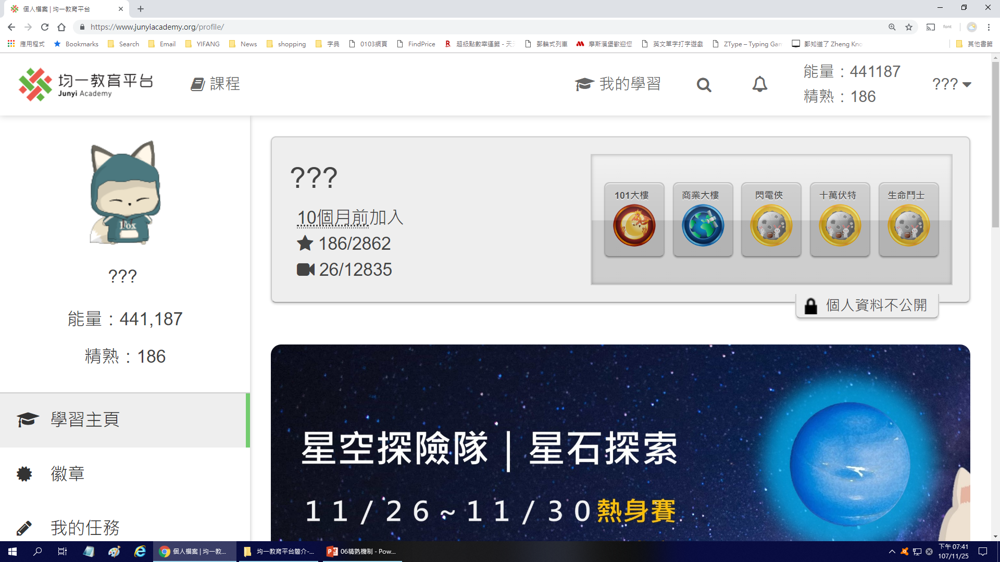 個人檔案 | 均一教育平台
https://www.junyiacademy.org/profile/
font
應用程式 Bookmarks Search Email YIFANG News shopping 字典 0103網頁 FindPrice 超級點數幸運籤 - 天 郵輪式列車 摩斯漢堡歡迎您 英文單字打字遊戲 ZType – Typing Gam 鄭知道了 Zheng Kno 其他書籤
均一教育平台
Junyi Academy
課程
我的學習
能量：441187
精熟：186
???
???
能量：441,187
精熟：186
學習主頁
徽章
我的任務
???
10個月前加入
186/2862
26/12835
101大樓 商業大樓 閃電俠 十萬伏特 生命鬥士
個人資料不公開
星空探險隊｜星石探索
11/26~11/30熱身賽
個人檔案 | 均一教...
均一教育平台簡介-...
06精熟機制 - Pow...
下午 07:41
107/11/25